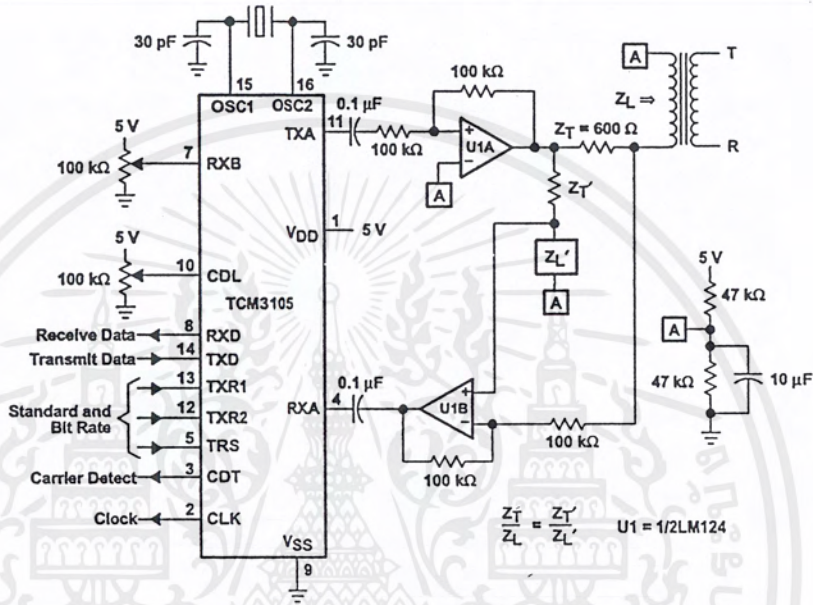 30 pF
30 pF
15
16
OSC1
OSC2
5 V
100 kΩ
7
RXB
5 V
100 kΩ
10
CDL
TCM3105
Receive Data
8
RXD
Transmit Data
14
TXD
13
TXR1
Standard and
Bit Rate
12
TXR2
5
TRS
Carrier Detect
3
CDT
Clock
2
CLK
VSS
9
TXA
11
0.1 µF
100 kΩ
100 kΩ
+
U1A
−
A
ZT = 600 Ω
ZL ⇒
A
T
R
VDD
1
5 V
ZT'
ZL'
A
RXA
4
0.1 µF
+
U1B
−
100 kΩ
100 kΩ
5 V
47 kΩ
A
47 kΩ
10 µF
ZT/ZL = ZT'/ZL'
U1 = 1/2LM124